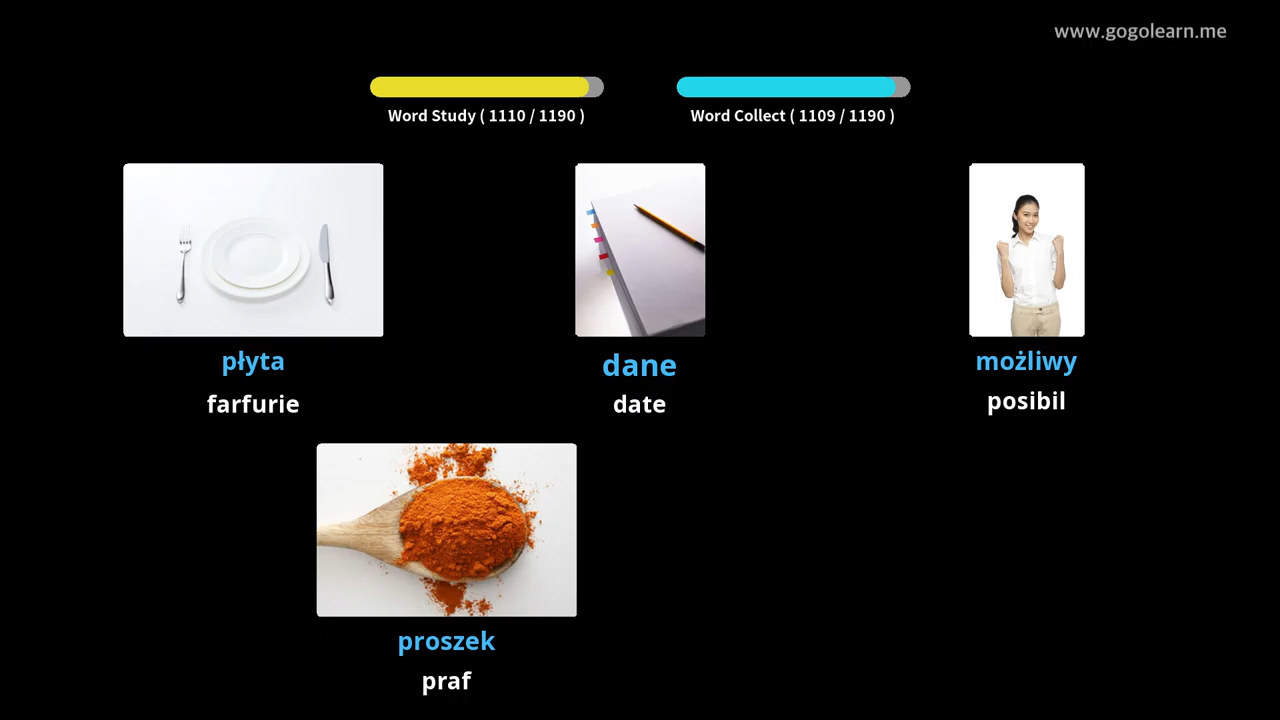 www.gogolearn.me
Word Study ( 1110 / 1190 )
Word Collect ( 1109 / 1190 )
płyta
dane
możliwy
farfurie
date
posibil
proszek
praf